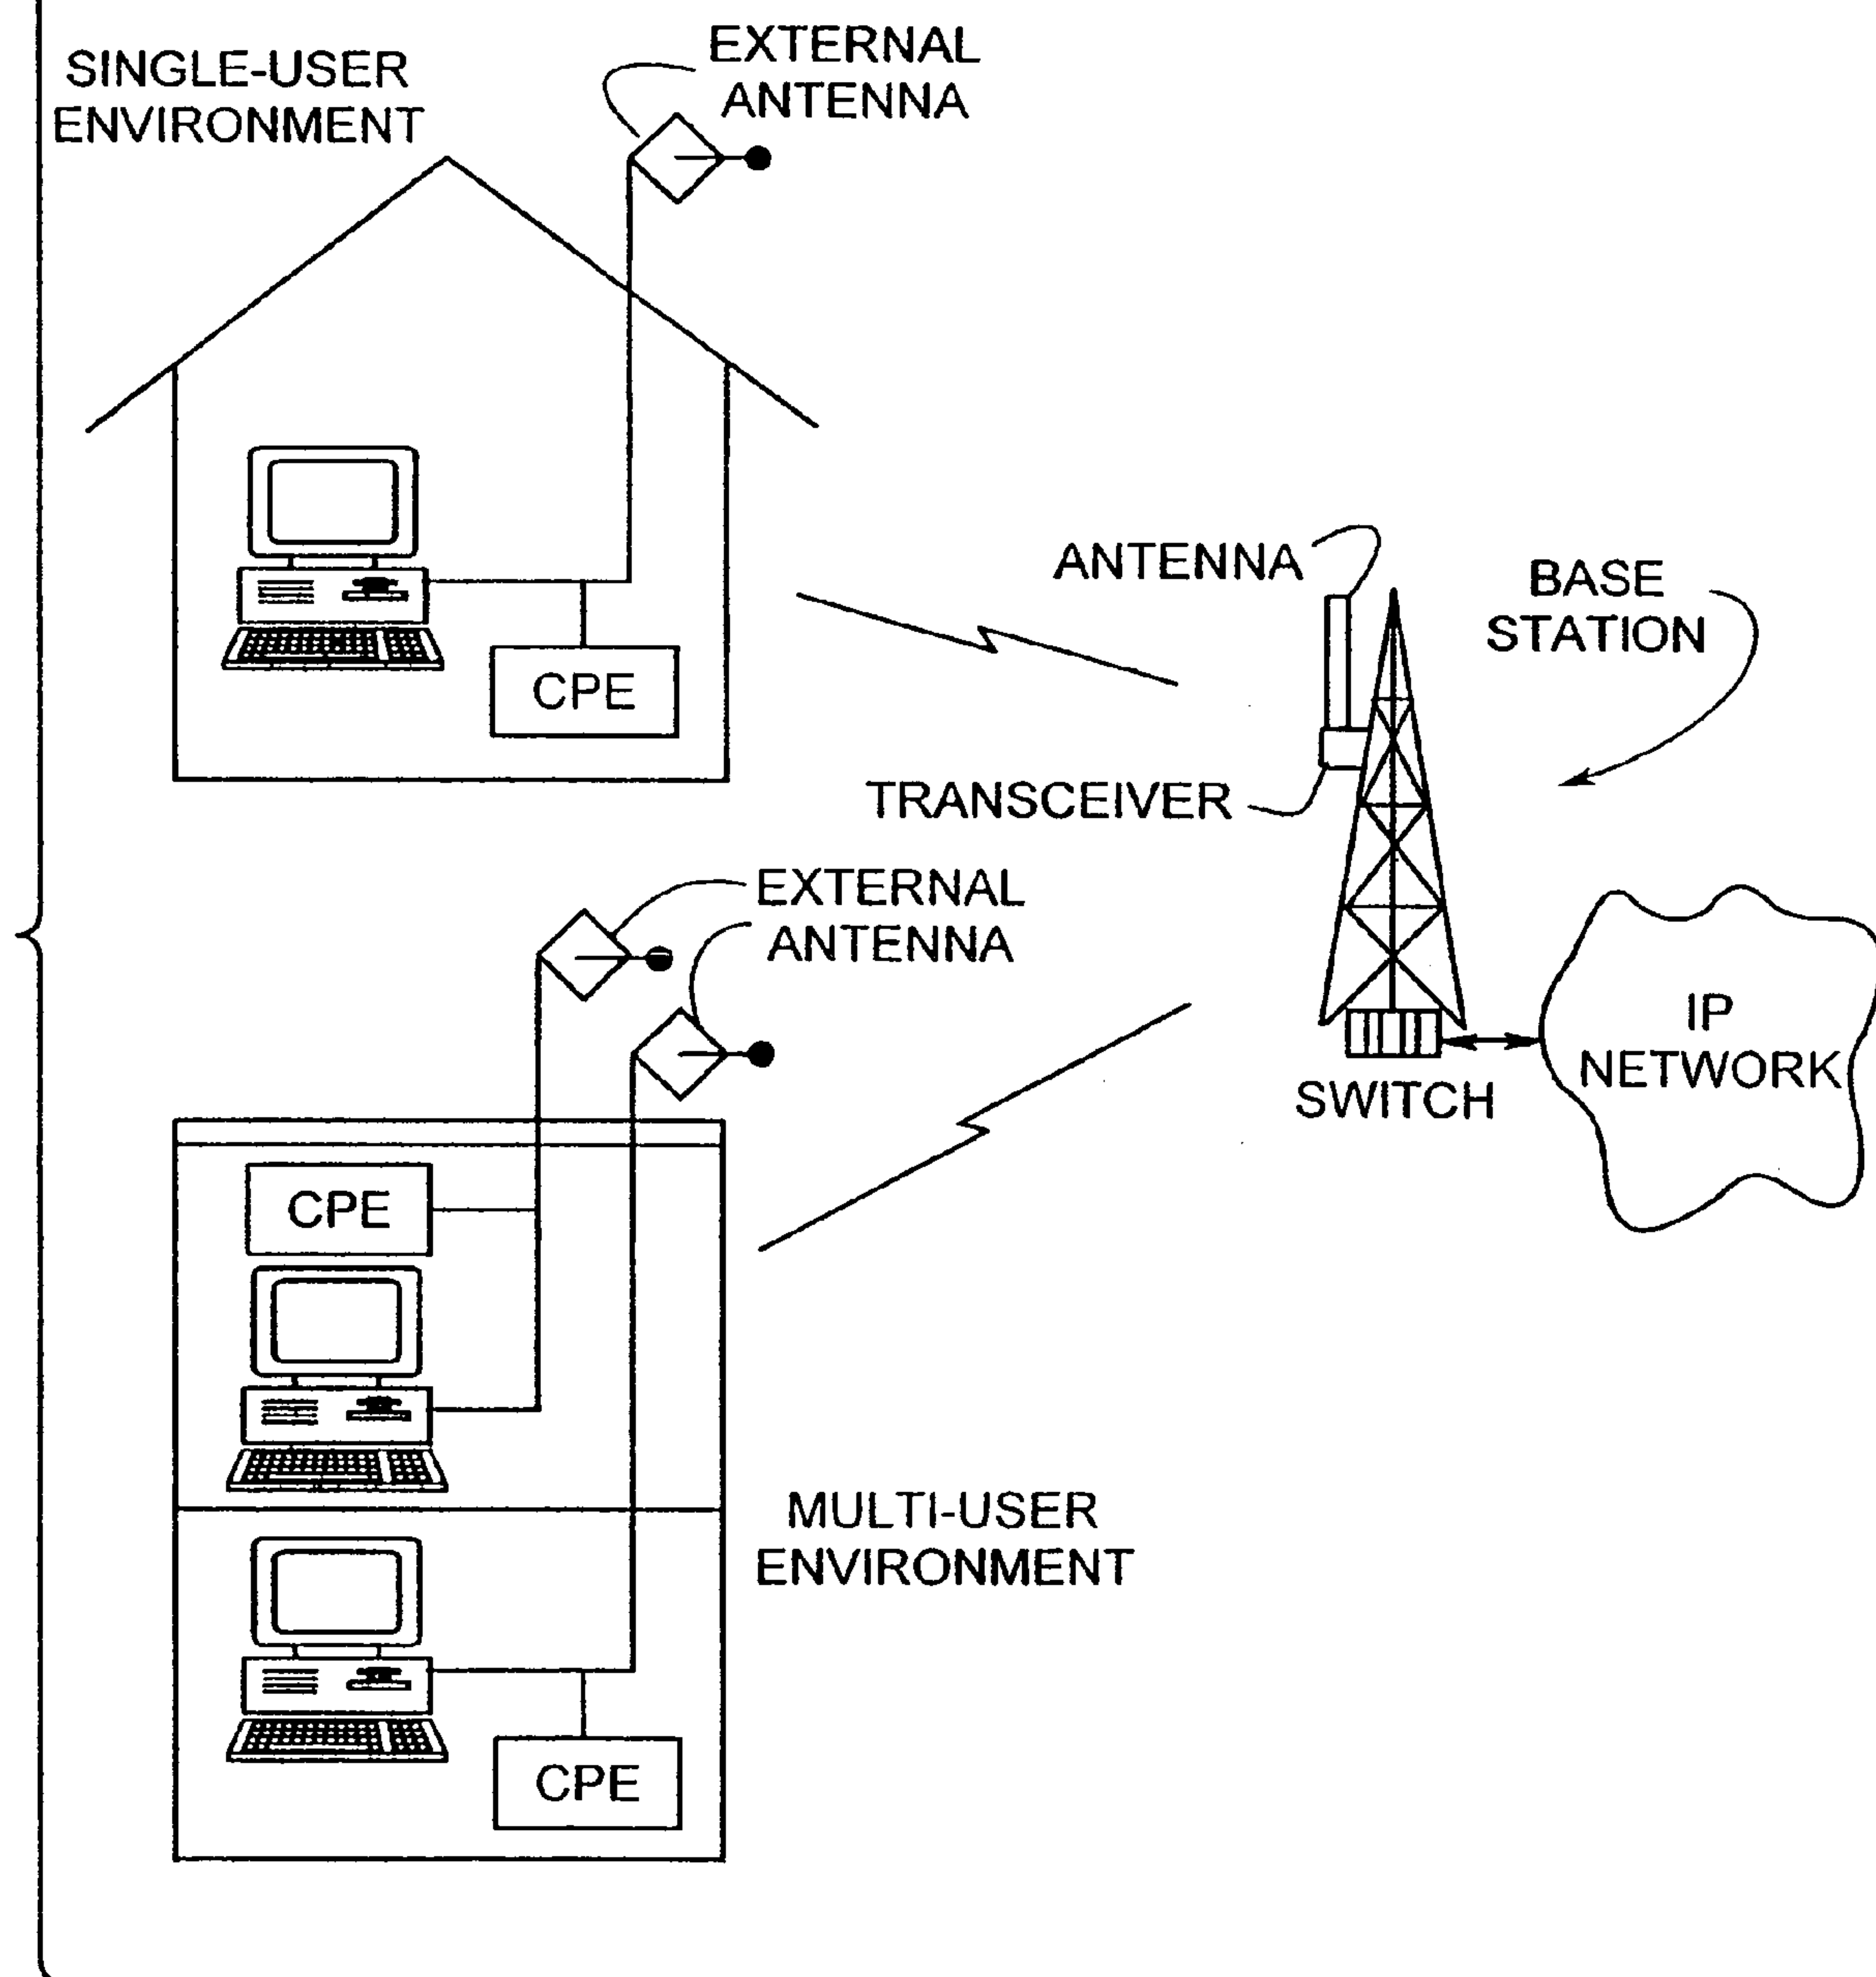 SINGLE-USER
ENVIRONMENT
EXTERNAL
ANTENNA
CPE
ANTENNA
BASE
STATION
TRANSCEIVER
EXTERNAL
ANTENNA
IP
NETWORK
SWITCH
CPE
MULTI-USER
ENVIRONMENT
CPE